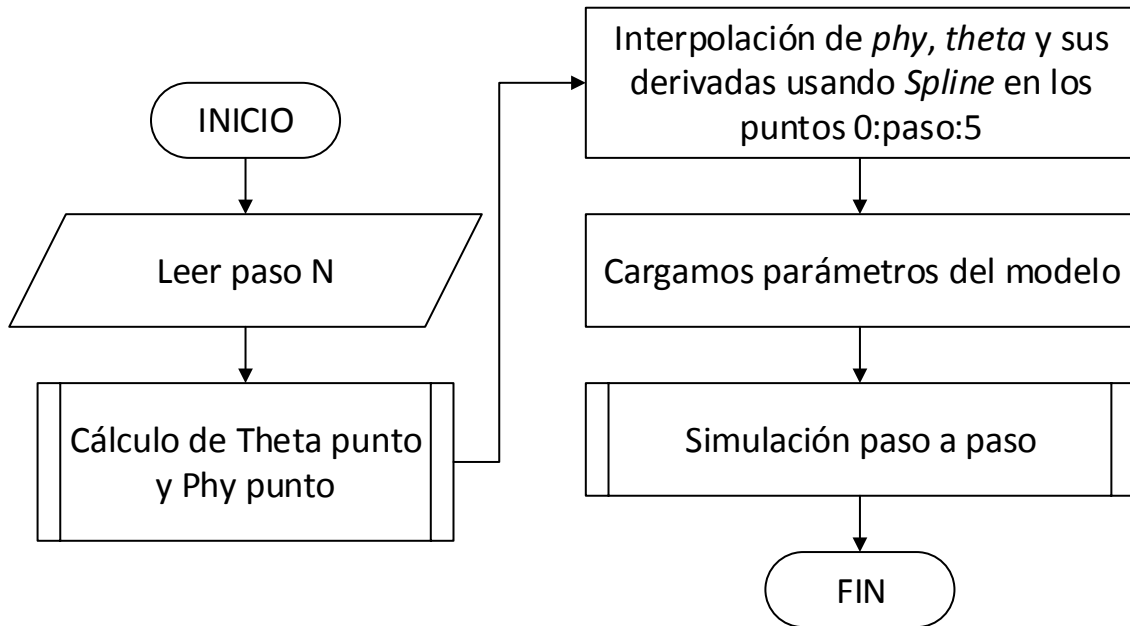 INICIO
Leer paso N
Cálculo de Theta punto
y Phy punto
Interpolación de phy, theta y sus
derivadas usando Spline en los
puntos 0:paso:5
Cargamos parámetros del modelo
Simulación paso a paso
FIN